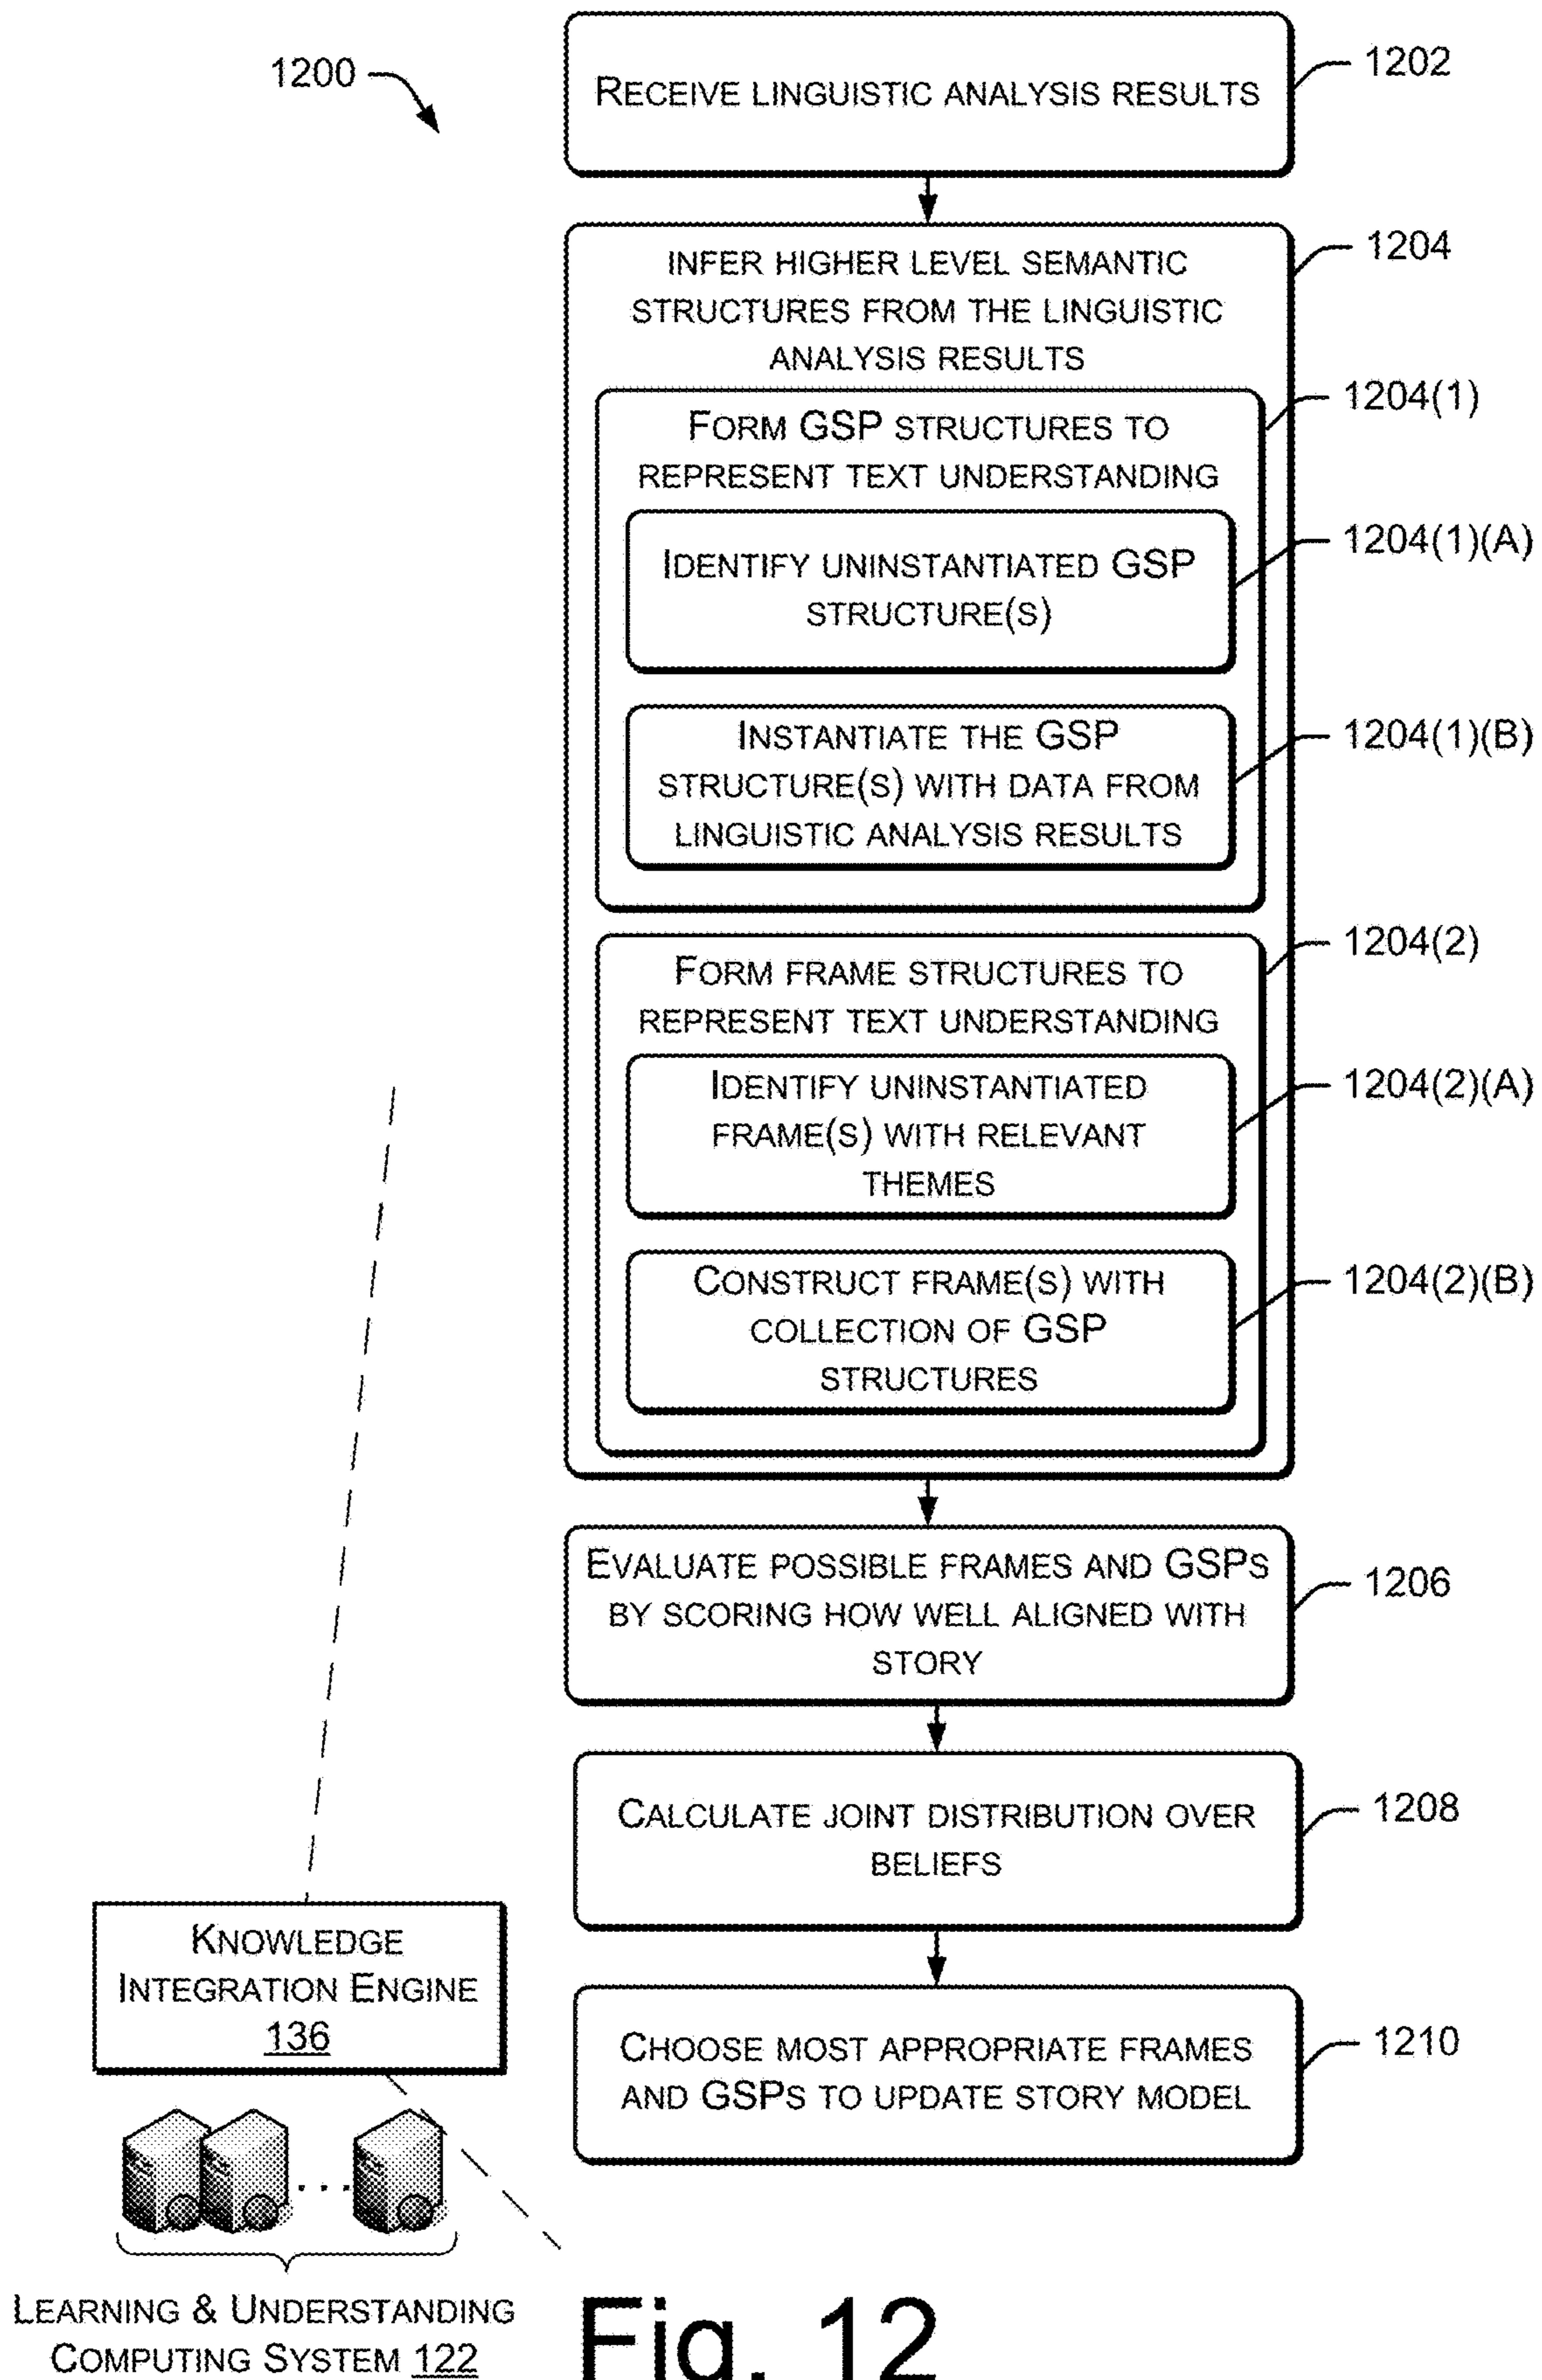 1200
RECEIVE LINGUISTIC ANALYSIS RESULTS
1202
INFER HIGHER LEVEL SEMANTIC
STRUCTURES FROM THE LINGUISTIC
ANALYSIS RESULTS
1204
FORM GSP STRUCTURES TO
REPRESENT TEXT UNDERSTANDING
1204(1)
IDENTIFY UNINSTANTIATED GSP
STRUCTURE(S)
1204(1)(A)
INSTANTIATE THE GSP
STRUCTURE(S) WITH DATA FROM
LINGUISTIC ANALYSIS RESULTS
1204(1)(B)
FORM FRAME STRUCTURES TO
REPRESENT TEXT UNDERSTANDING
1204(2)
IDENTIFY UNINSTANTIATED
FRAME(S) WITH RELEVANT
THEMES
1204(2)(A)
CONSTRUCT FRAME(S) WITH
COLLECTION OF GSP
STRUCTURES
1204(2)(B)
EVALUATE POSSIBLE FRAMES AND GSPS
BY SCORING HOW WELL ALIGNED WITH
STORY
1206
CALCULATE JOINT DISTRIBUTION OVER
BELIEFS
1208
CHOOSE MOST APPROPRIATE FRAMES
AND GSPS TO UPDATE STORY MODEL
1210
KNOWLEDGE
INTEGRATION ENGINE
136
...
LEARNING & UNDERSTANDING
COMPUTING SYSTEM 122
Fig. 12